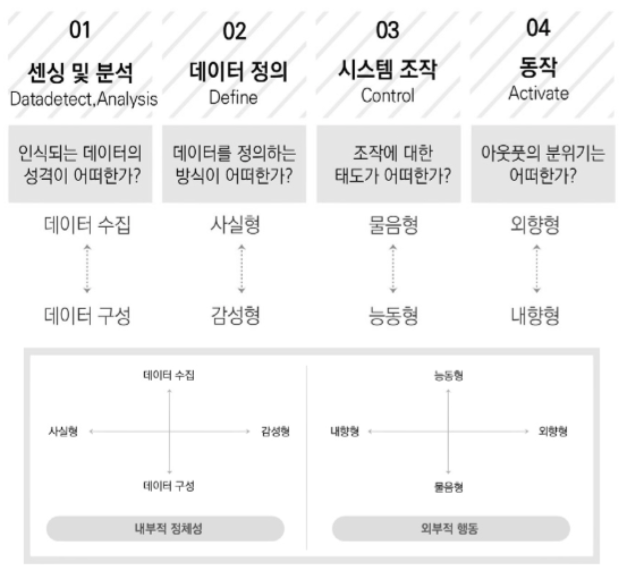 01
센싱 및 분석
Datadetect,Analysis
02
데이터 정의
Define
03
시스템 조작
Control
04
동작
Activate
인식되는 데이터의
성격이 어떠한가?
데이터를 정의하는
방식이 어떠한가?
조작에 대한
태도가 어떠한가?
아웃풋의 분위기는
어떠한가?
데이터 수집
사실형
물음형
외향형
데이터 구성
감성형
능동형
내향형
데이터 수집
사실형
감성형
데이터 구성
내부적 정체성
능동형
내향형
외향형
물음형
외부적 행동